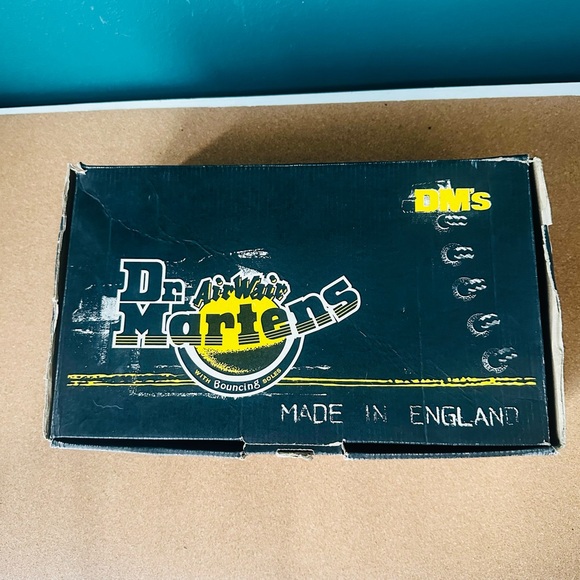 DM's
Dr. AirWair
Martens
WITH Bouncing SOLES
MADE IN ENGLAND